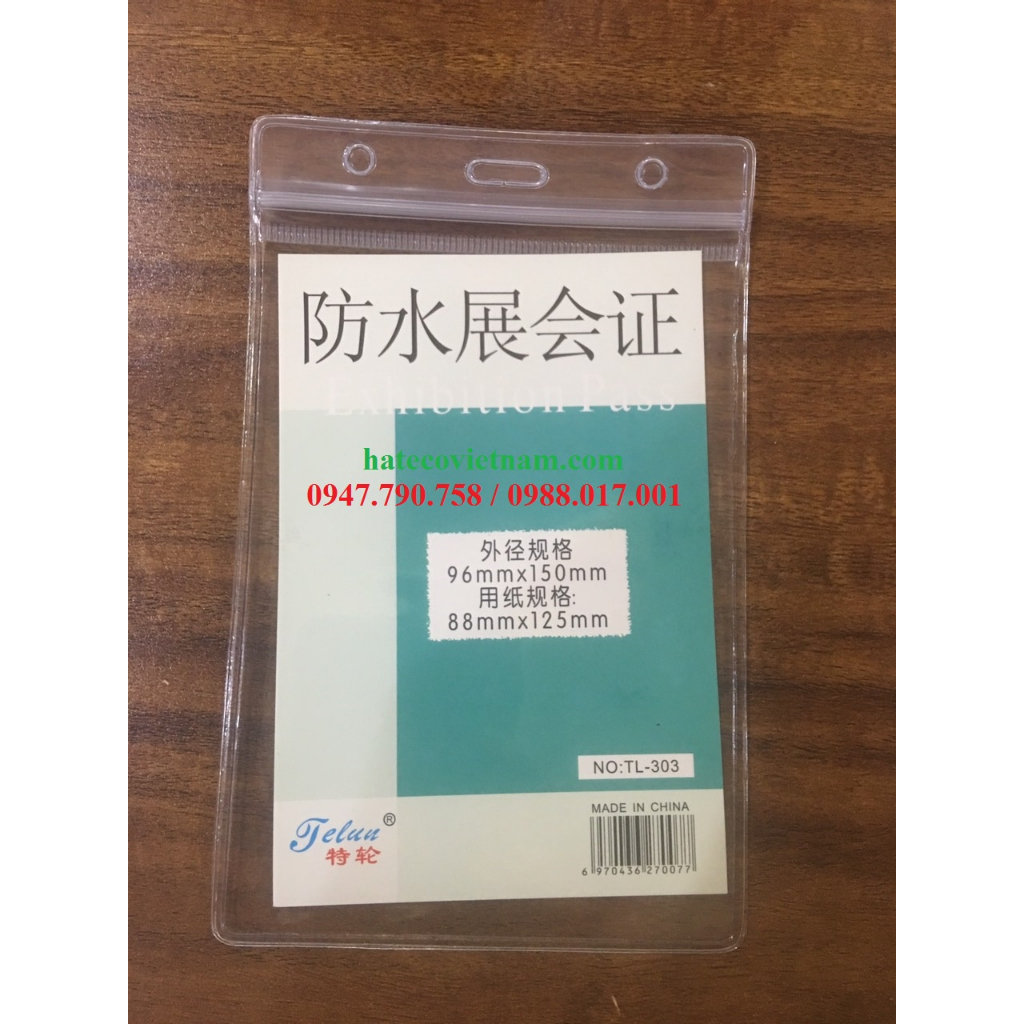 防水展会证
Exhibition Pass
hatecovietnam.com
0947.790.758 / 0988.017.001
外径规格
96mmx150mm
用纸规格:
88mmx125mm
NO:TL-303
MADE IN CHINA
Telun®
特轮
6 970436 270077